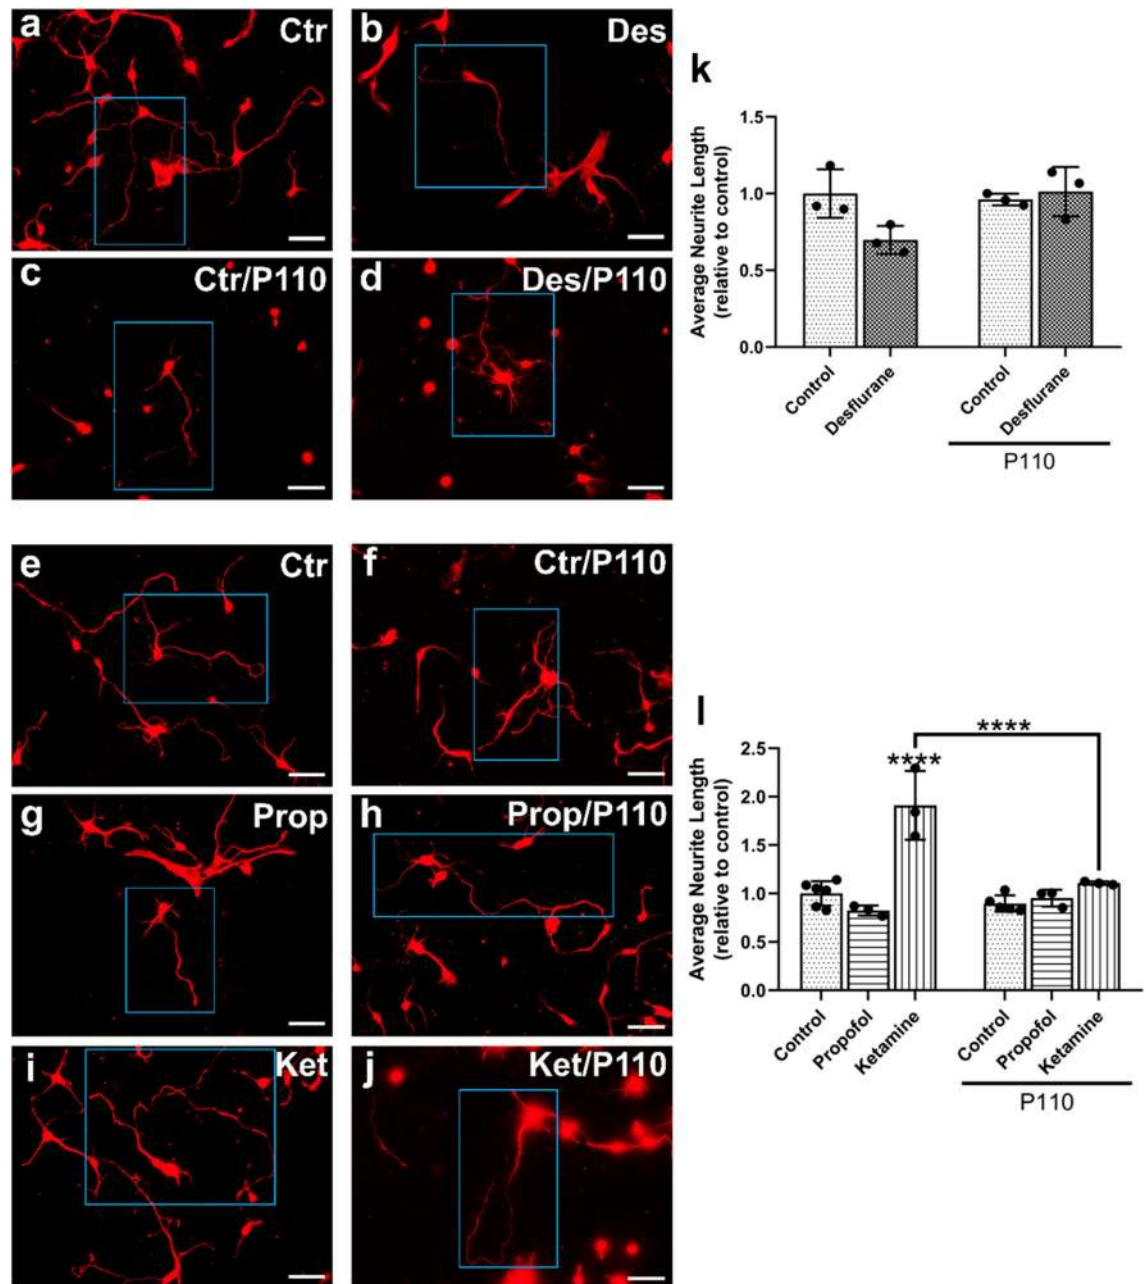 a Ctr
b Des
c Ctr/P110
d Des/P110
k
Average Neurite Length
(relative to control)
1.5
1.0
0.5
0.0
Control
Desflurane
Control
Desflurane
P110
e Ctr
f Ctr/P110
g Prop
h Prop/P110
i Ket
j Ket/P110
l
Average Neurite Length
(relative to control)
2.5
2.0
1.5
1.0
0.5
0.0
****
****
Control
Propofol
Ketamine
Control
Propofol
Ketamine
P110